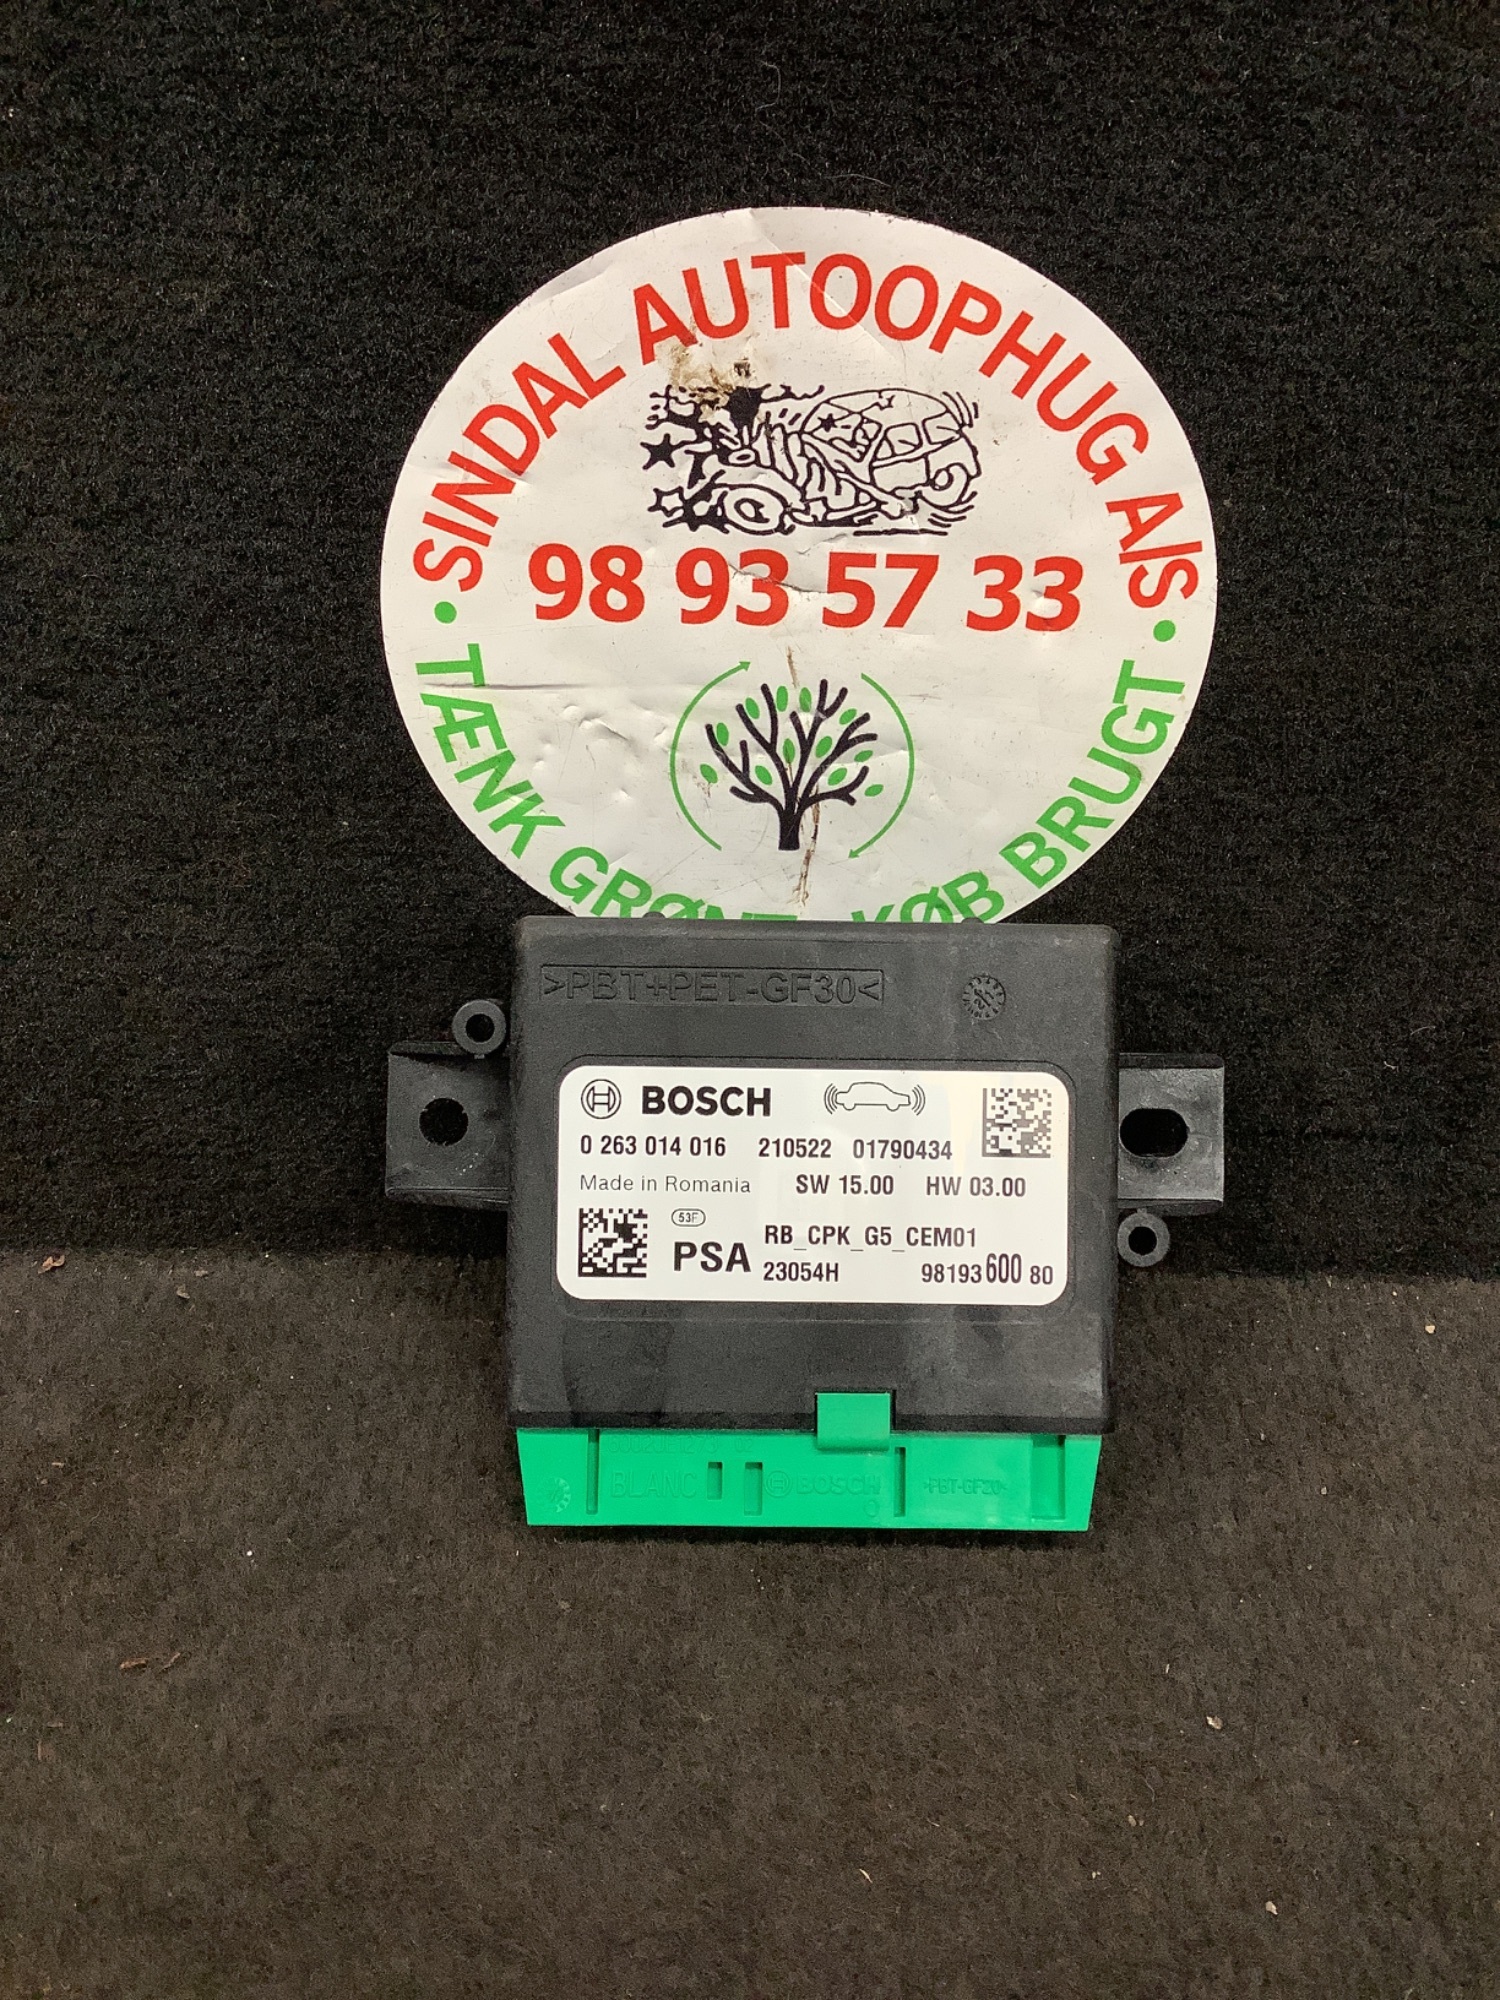 SINDAL AUTOOPHUG A/S
98 93 57 33
• TÆNK GRØNT KØB BRUGT •
>PBT+PET-GF30<
BOSCH
0 263 014 016 210522 01790434
Made in Romania SW 15.00 HW 03.00
53F
PSA RB_CPK_G5_CEM01
23054H 98193 600 80
BLANC BOSCH >PBT-GF20<